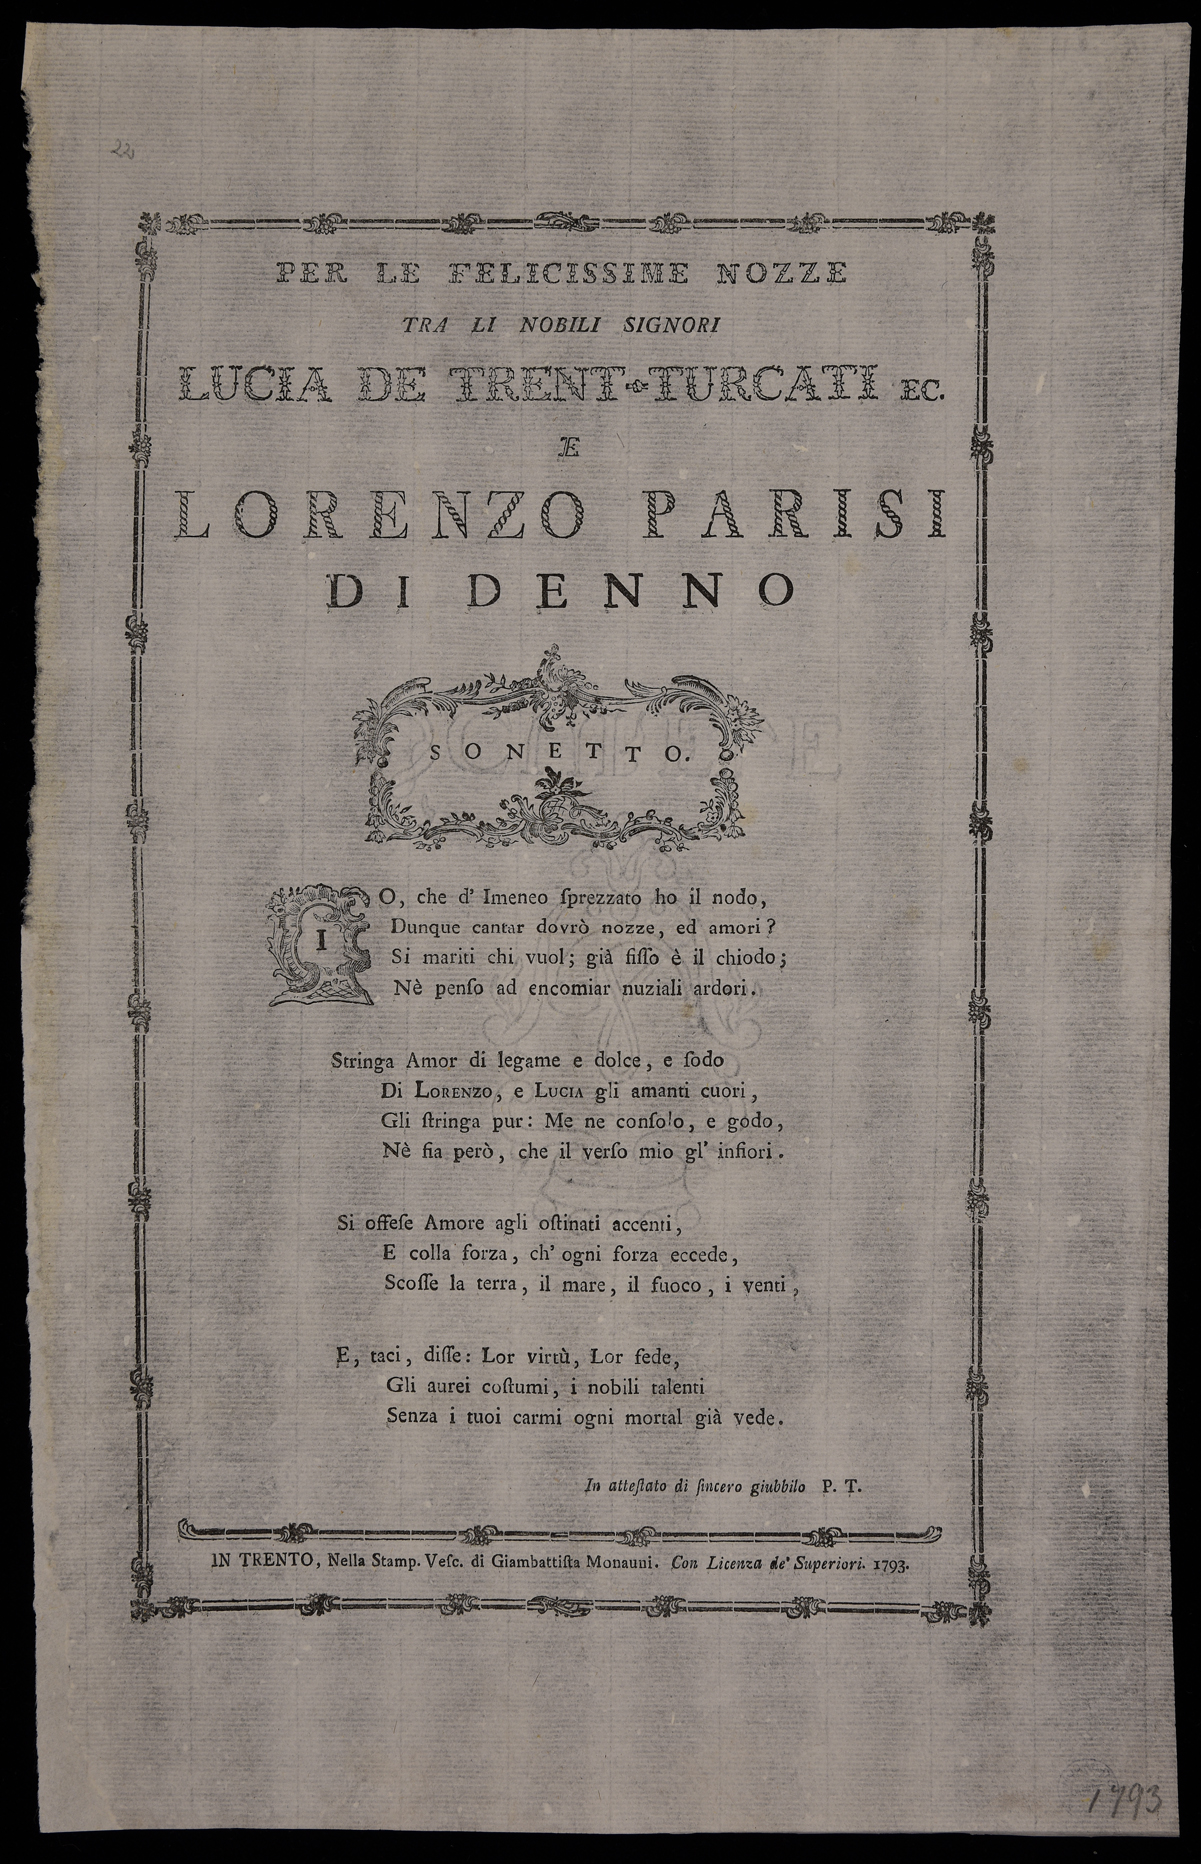 22
PER LE FELICISSIME NOZZE
TRA LI NOBILI SIGNORI
LUCIA DE TRENT-TURCATI EC.
E
LORENZO PARISI
DI DENNO
SONETTO.
IO, che d' Imeneo ſprezzato ho il nodo,
Dunque cantar dovrò nozze, ed amori?
Si mariti chi vuol; già fiſſo è il chiodo;
Nè penſo ad encomiar nuziali ardori.
Stringa Amor di legame e dolce, e ſodo
Di LORENZO, e LUCIA gli amanti cuori,
Gli ſtringa pur: Me ne conſolo, e godo,
Nè fia però, che il verſo mio gl' infiori.
Si offeſe Amore agli oſtinati accenti,
E colla forza, ch' ogni forza eccede,
Scoſſe la terra, il mare, il fuoco, i venti,
E, taci, diſſe: Lor virtù, Lor fede,
Gli aurei coſtumi, i nobili talenti
Senza i tuoi carmi ogni mortal già vede.
In atteſtato di ſincero giubbilo P. T.
IN TRENTO, Nella Stamp. Veſc. di Giambattiſta Monauni. Con Licenza de' Superiori. 1793.
1793